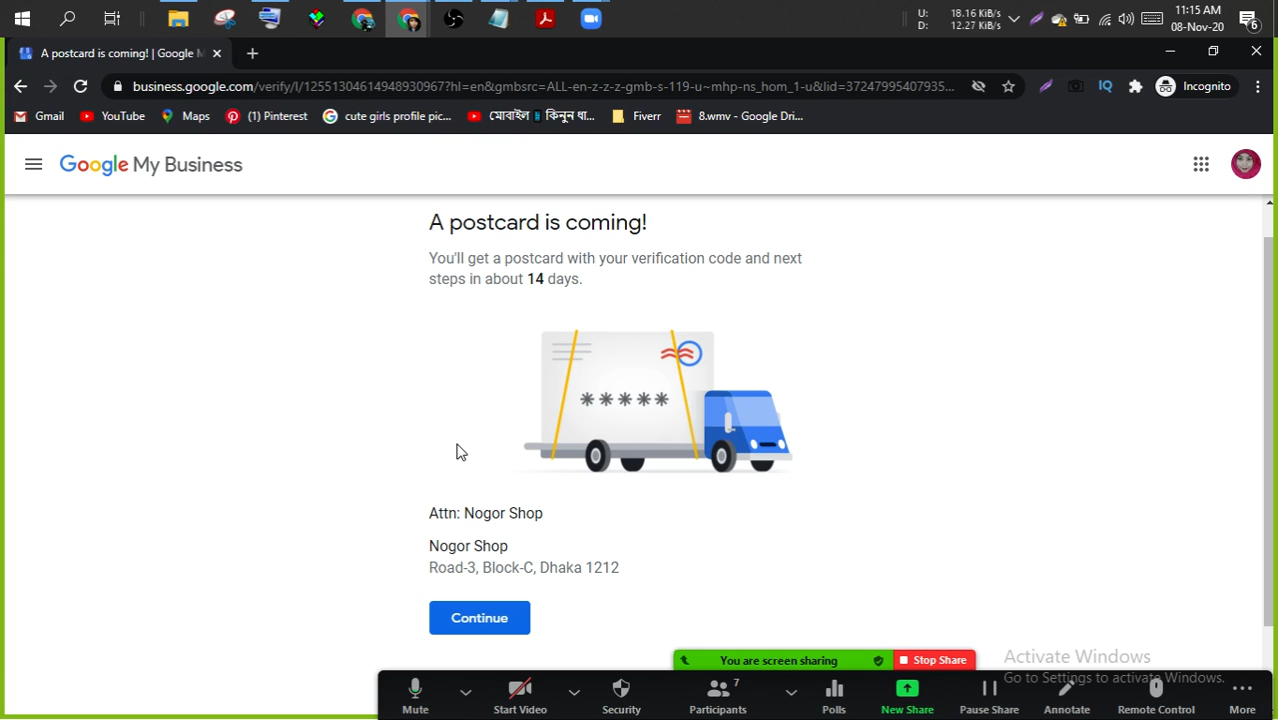 U: 18.16 KiB/s
D: 12.27 KiB/s
11:15 AM
08-Nov-20
6
A postcard is coming! | Google M
business.google.com/verify/l/12551304614948930967?hl=en&gmbsrc=ALL-en-z-z-z-gmb-s-119-u~mhp-ns_hom_1-u&lid=37247995407935...
IQ
Incognito
Gmail
YouTube
Maps
(1) Pinterest
cute girls profile pic...
মোবাইল কিনুন ধা...
Fiverr
8.wmv - Google Dri...
Google My Business
A postcard is coming!
You'll get a postcard with your verification code and next
steps in about 14 days.
*****
Attn: Nogor Shop
Nogor Shop
Road-3, Block-C, Dhaka 1212
Continue
You are screen sharing
Stop Share
Activate Windows
Go to Settings to activate Windows.
Mute
Start Video
Security
7
Participants
Polls
New Share
Pause Share
Annotate
Remote Control
More